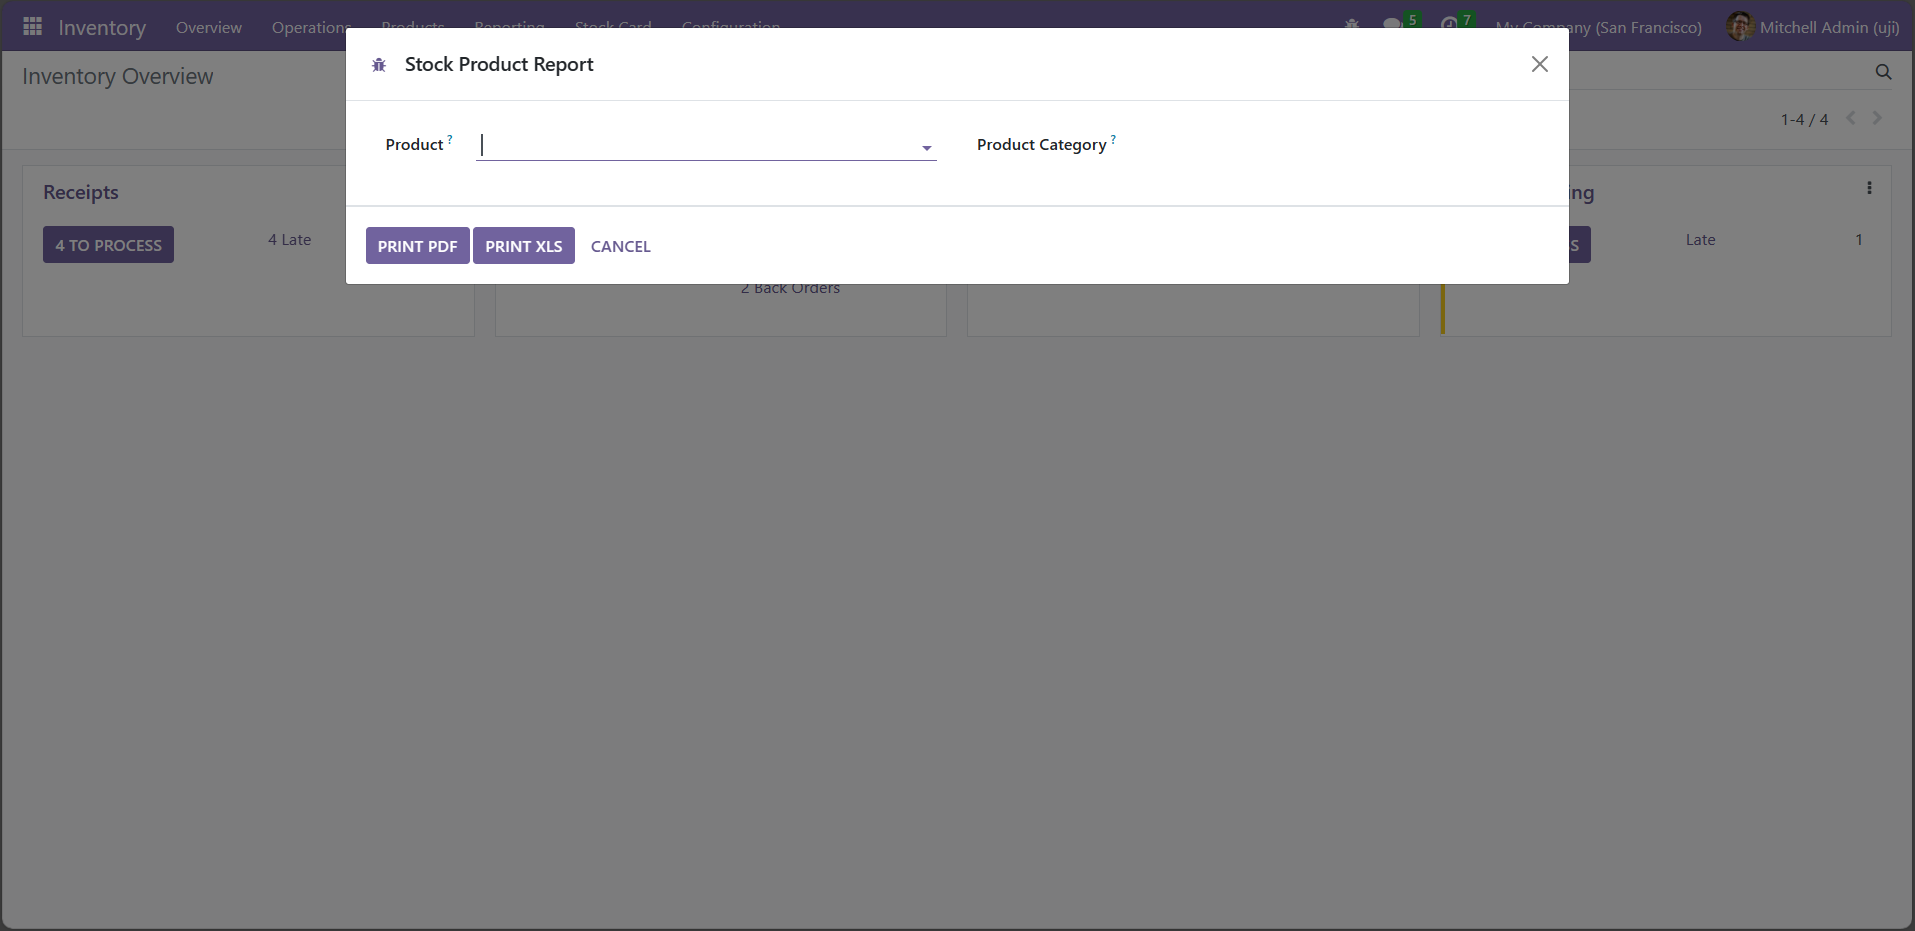 Inventory Overview Operations Products Reporting Stock Card Configuration 5 7 My Company (San Francisco) Mitchell Admin (uji)
Stock Product Report
Inventory Overview
1-4 / 4
Product ? Product Category ?
Receipts
ing
4 TO PROCESS 4 Late
PRINT PDF PRINT XLS CANCEL
S Late 1
2 Back Orders